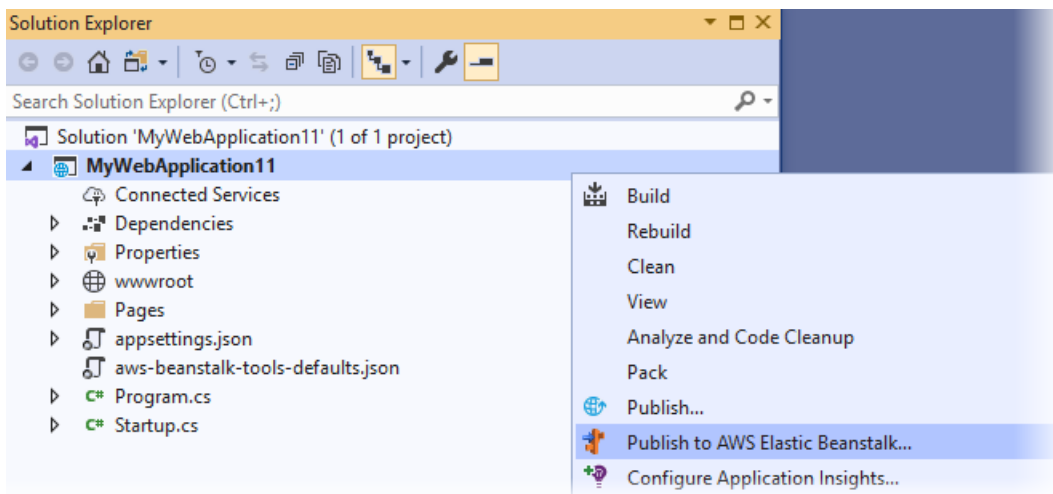 Solution Explorer
Search Solution Explorer (Ctrl+;)
Solution 'MyWebApplication11' (1 of 1 project)
MyWebApplication11
Connected Services
Dependencies
Properties
wwwroot
Pages
appsettings.json
aws-beanstalk-tools-defaults.json
C# Program.cs
C# Startup.cs
Build
Rebuild
Clean
View
Analyze and Code Cleanup
Pack
Publish...
Publish to AWS Elastic Beanstalk...
Configure Application Insights...